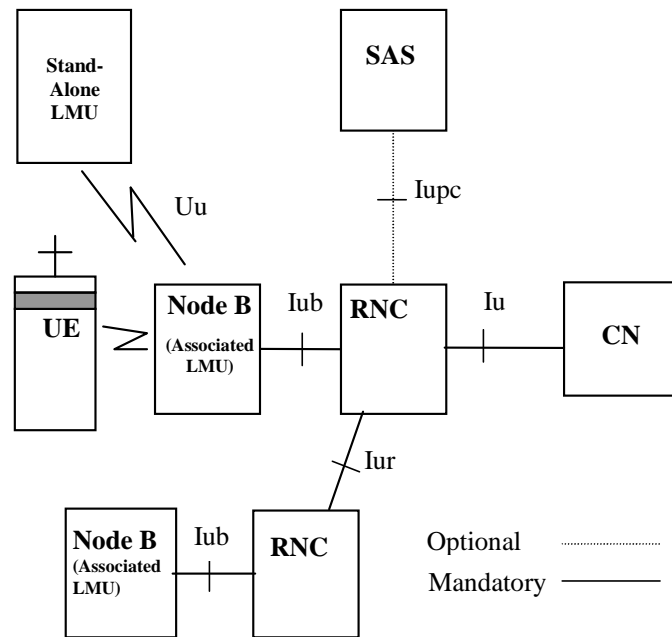 Stand-
Alone
LMU
SAS
Uu
Iupc
UE
Node B
(Associated
LMU)
Iub
RNC
Iu
CN
Iur
Node B
(Associated
LMU)
Iub
RNC
Optional
Mandatory